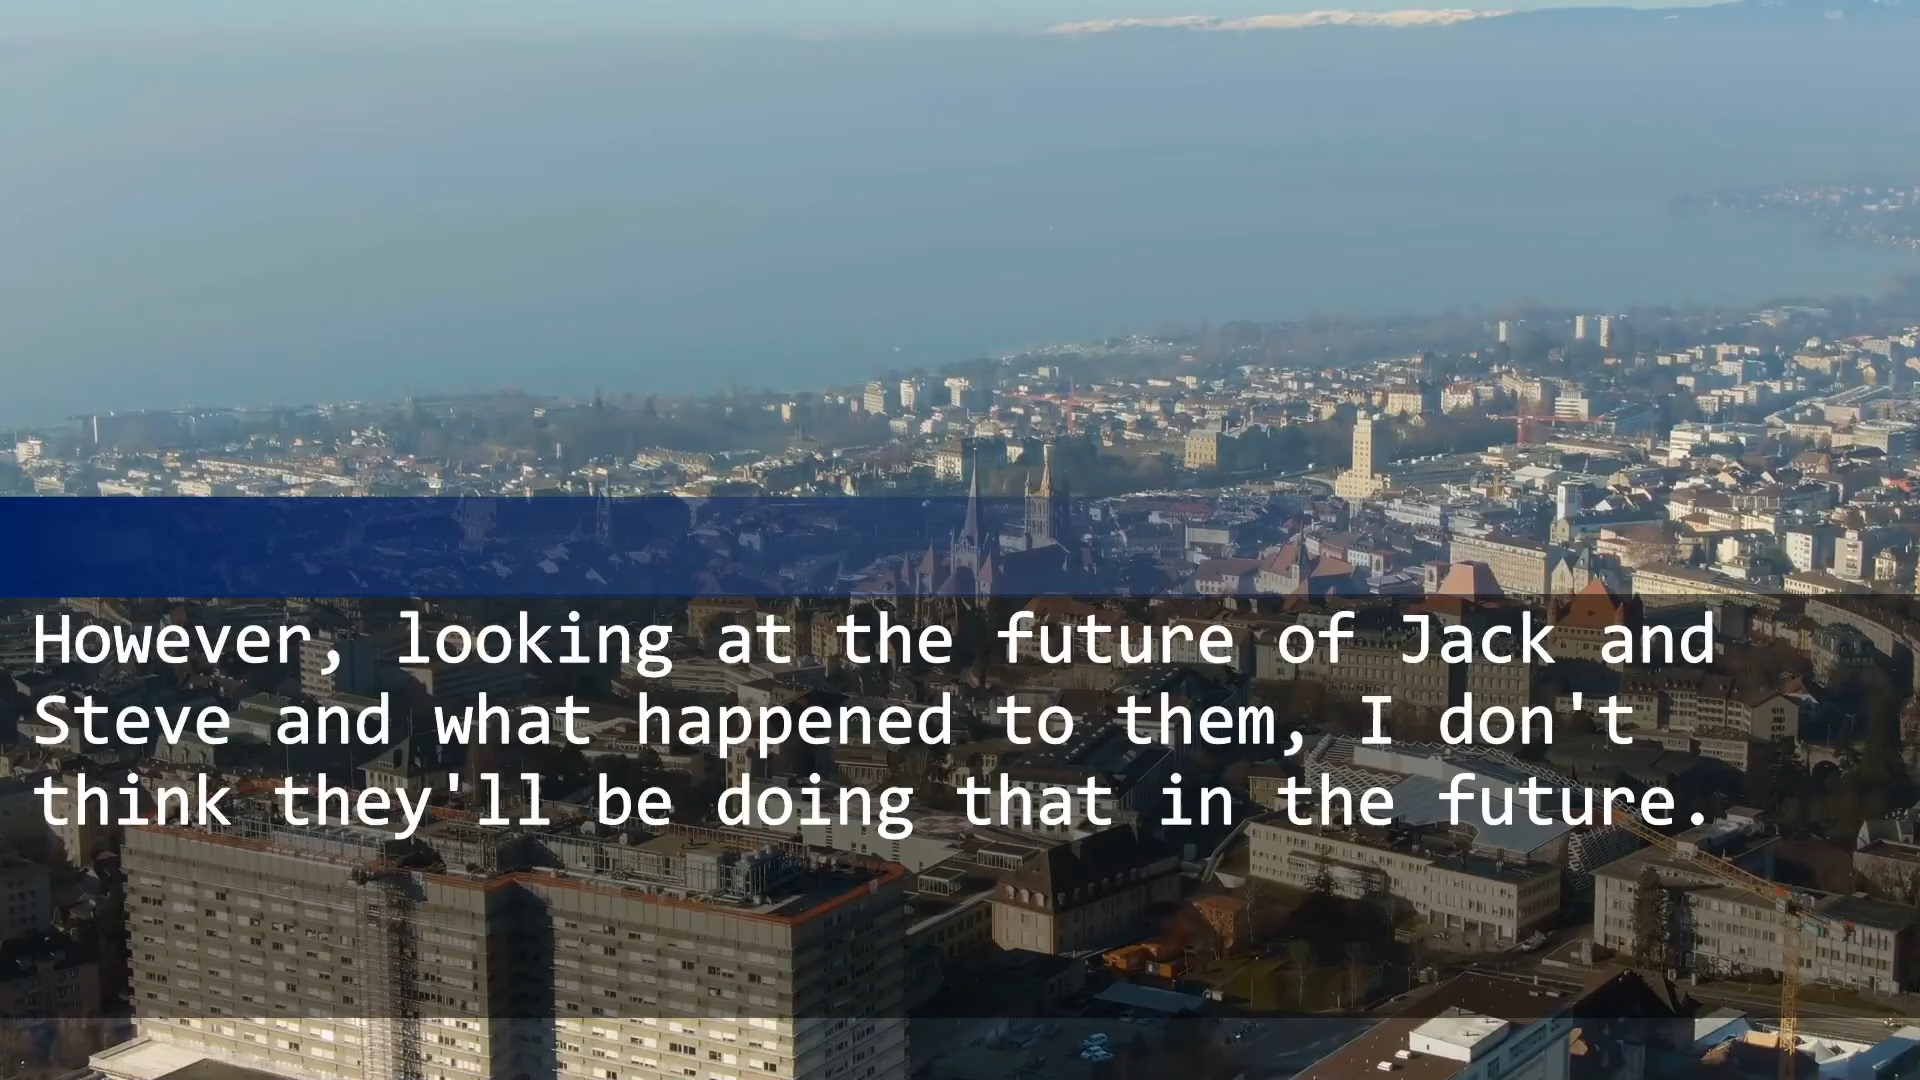 However, looking at the future of Jack and
Steve and what happened to them, I don't
think they'll be doing that in the future.